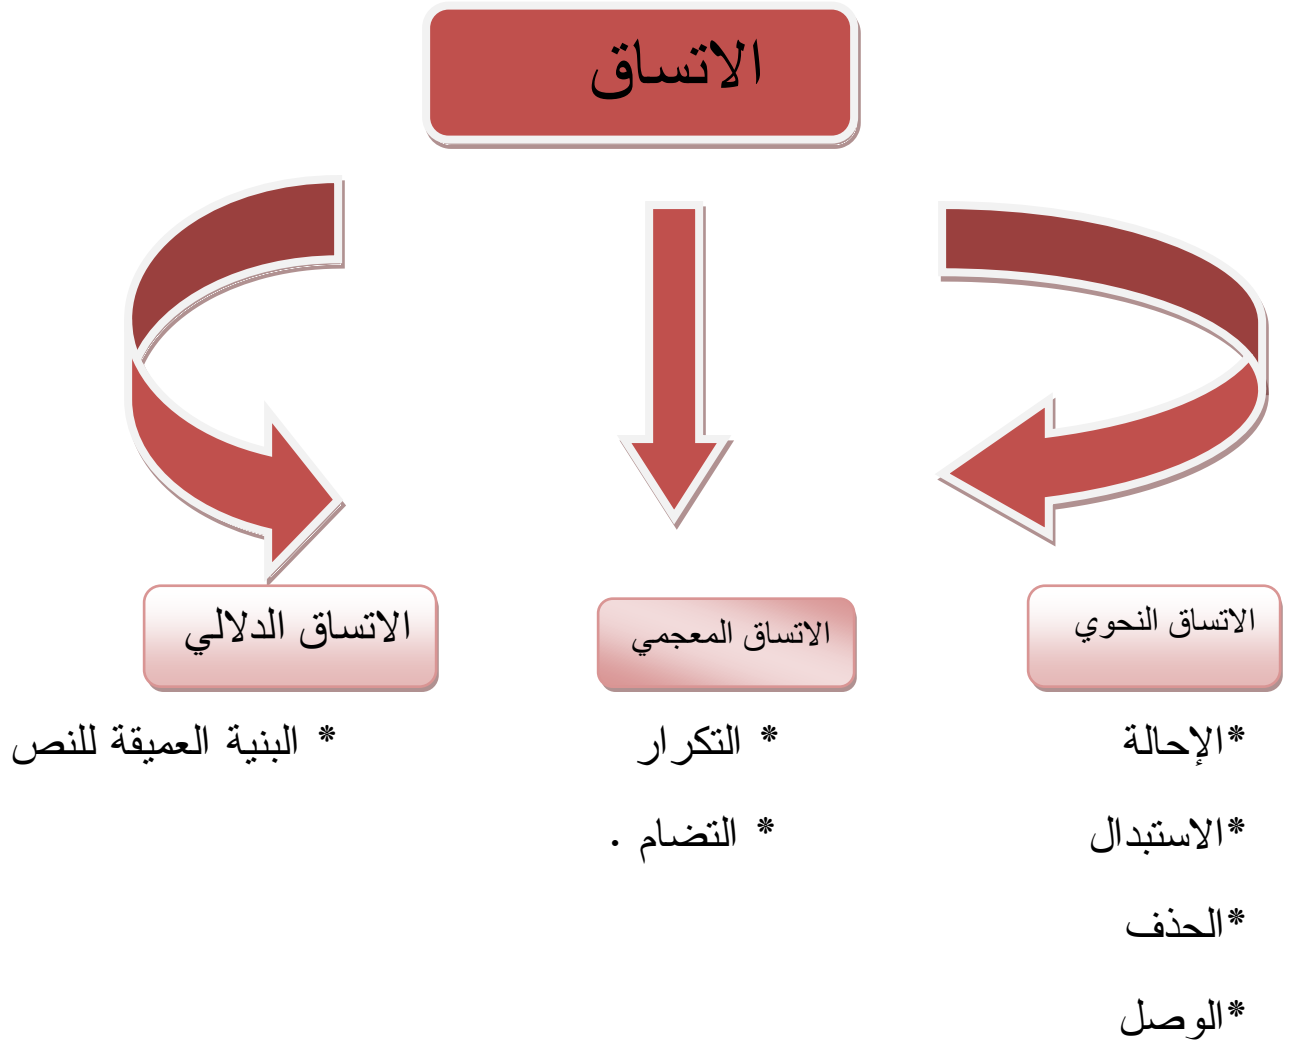 الاتساق
الاتساق النحوي
*الإحالة
*الاستبدال
*الحذف
*الوصل
الاتساق المعجمي
* التكرار
* التضام .
الاتساق الدلالي
* البنية العميقة للنص